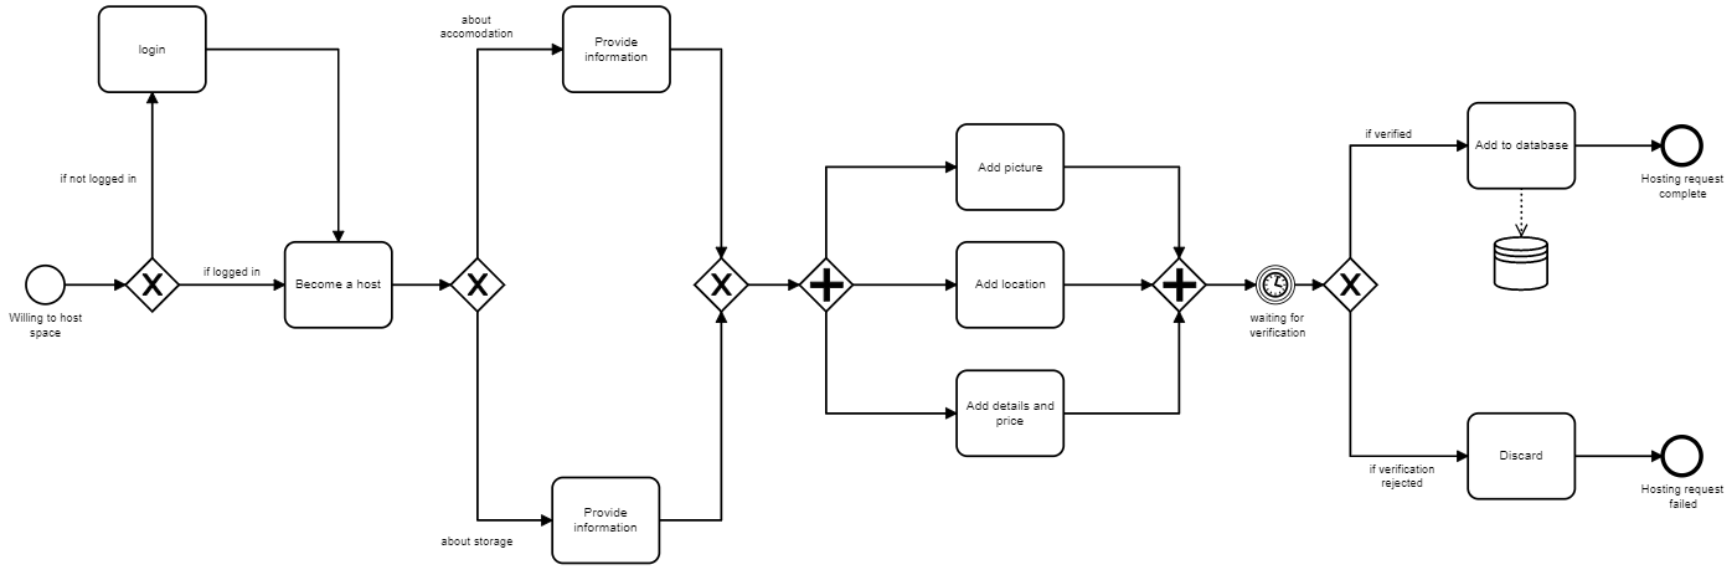 login
if not logged in
Willing to host
space
if logged in
Become a host
about
accomodation
Provide
information
about storage
Provide
information
Add picture
Add location
Add details and
price
waiting for
verification
if verified
Add to database
Hosting request
complete
if verification
rejected
Discard
Hosting request
failed